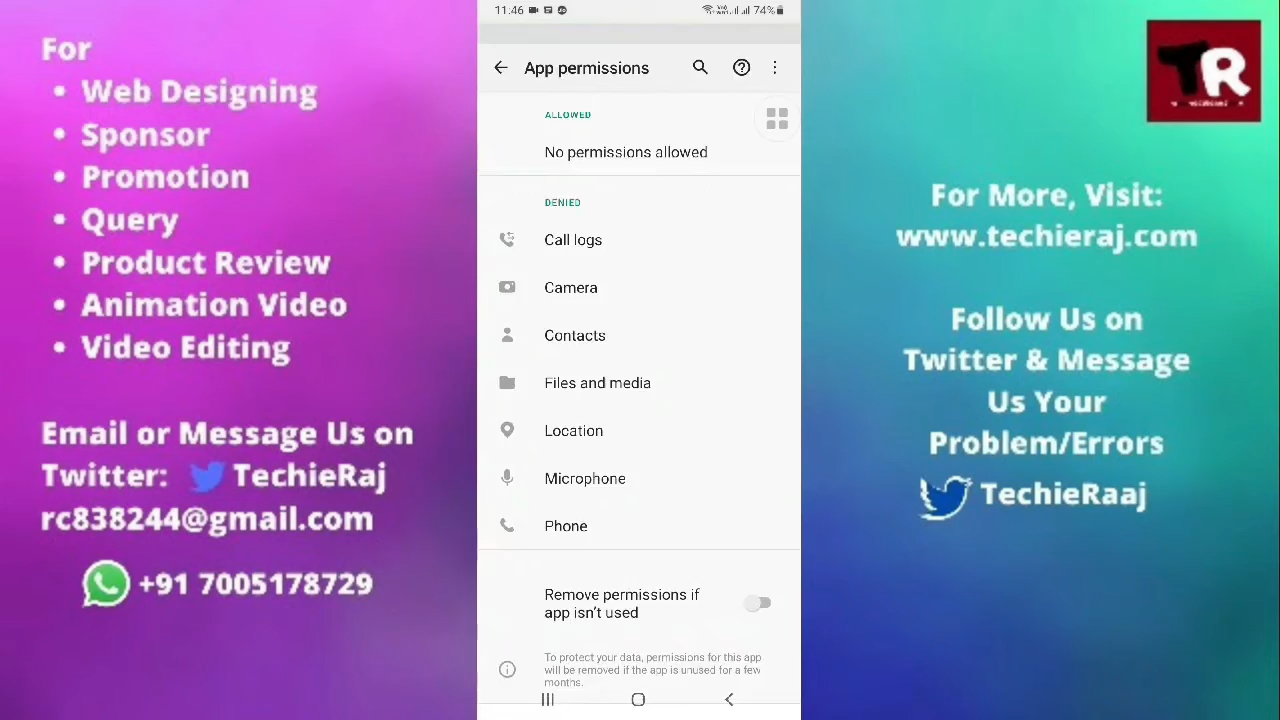 For
• Web Designing
• Sponsor
• Promotion
• Query
• Product Review
• Animation Video
• Video Editing
Email or Message Us on
Twitter: TechieRaj
rc838244@gmail.com
+91 7005178729
11:46
74%
App permissions
ALLOWED
No permissions allowed
DENIED
Call logs
Camera
Contacts
Files and media
Location
Microphone
Phone
Remove permissions if
app isn't used
To protect your data, permissions for this app
will be removed if the app is unused for a few
months.
TR
For More, Visit:
www.techieraj.com
Follow Us on
Twitter & Message
Us Your
Problem/Errors
TechieRaaj